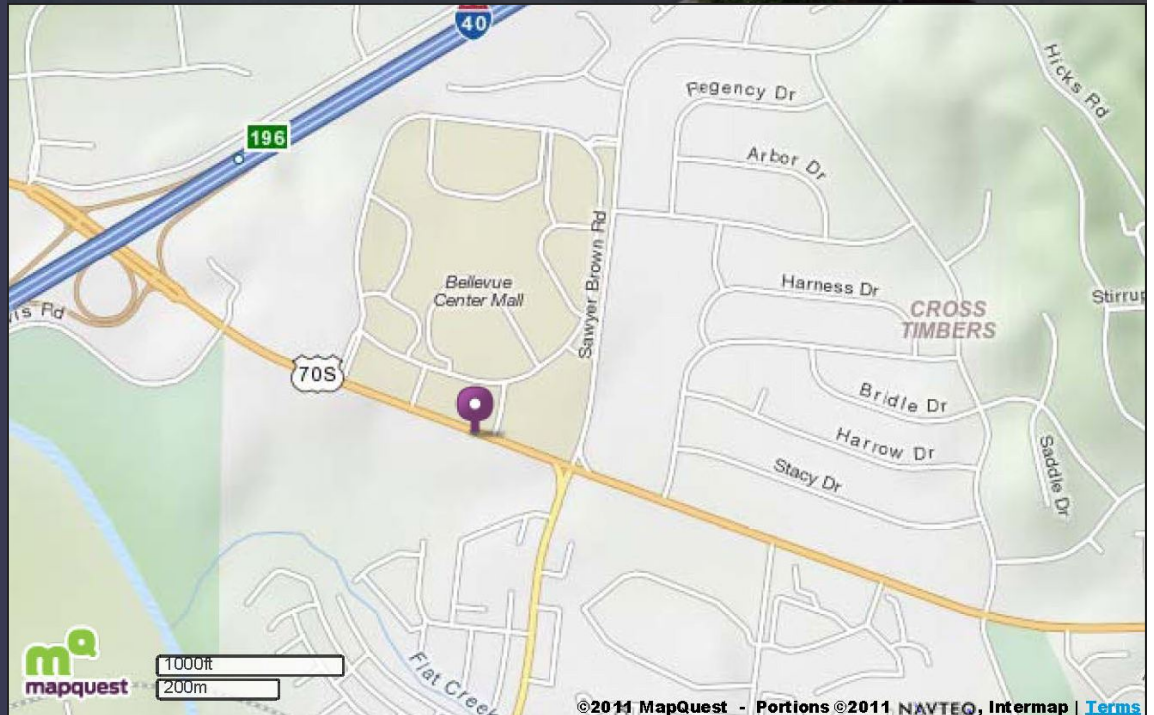 40
196
Regency Dr
Hicks Rd
Arbor Dr
Sawyer Brown Rd
Bellevue
Center Mall
Harness Dr
CROSS
TIMBERS
Stirrup
70S
Bridle Dr
Harrow Dr
Saddle Dr
Stacy Dr
Flat Creek
mq
mapquest
1000ft
200m
©2011 MapQuest - Portions ©2011 NAVTEQ, Intermap | Terms